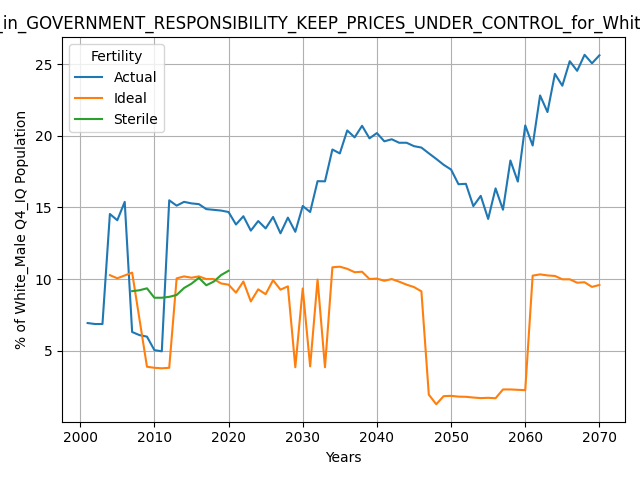 _in_GOVERNMENT_RESPONSIBILITY_KEEP_PRICES_UNDER_CONTROL_for_Whit
Fertility
Actual
Ideal
Sterile
% of White_Male Q4_IQ Population
25
20
15
10
5
2000 2010 2020 2030 2040 2050 2060 2070
Years